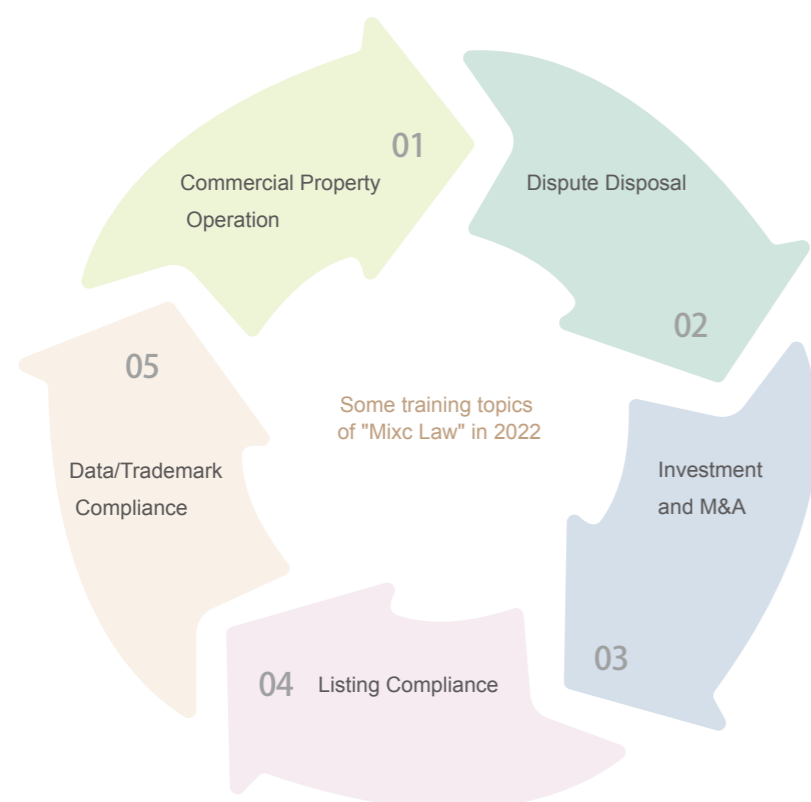 01
Commercial Property
Operation
Dispute Disposal
02
Investment
and M&A
03
04
Listing Compliance
05
Data/Trademark
Compliance
Some training topics
of "Mixc Law" in 2022